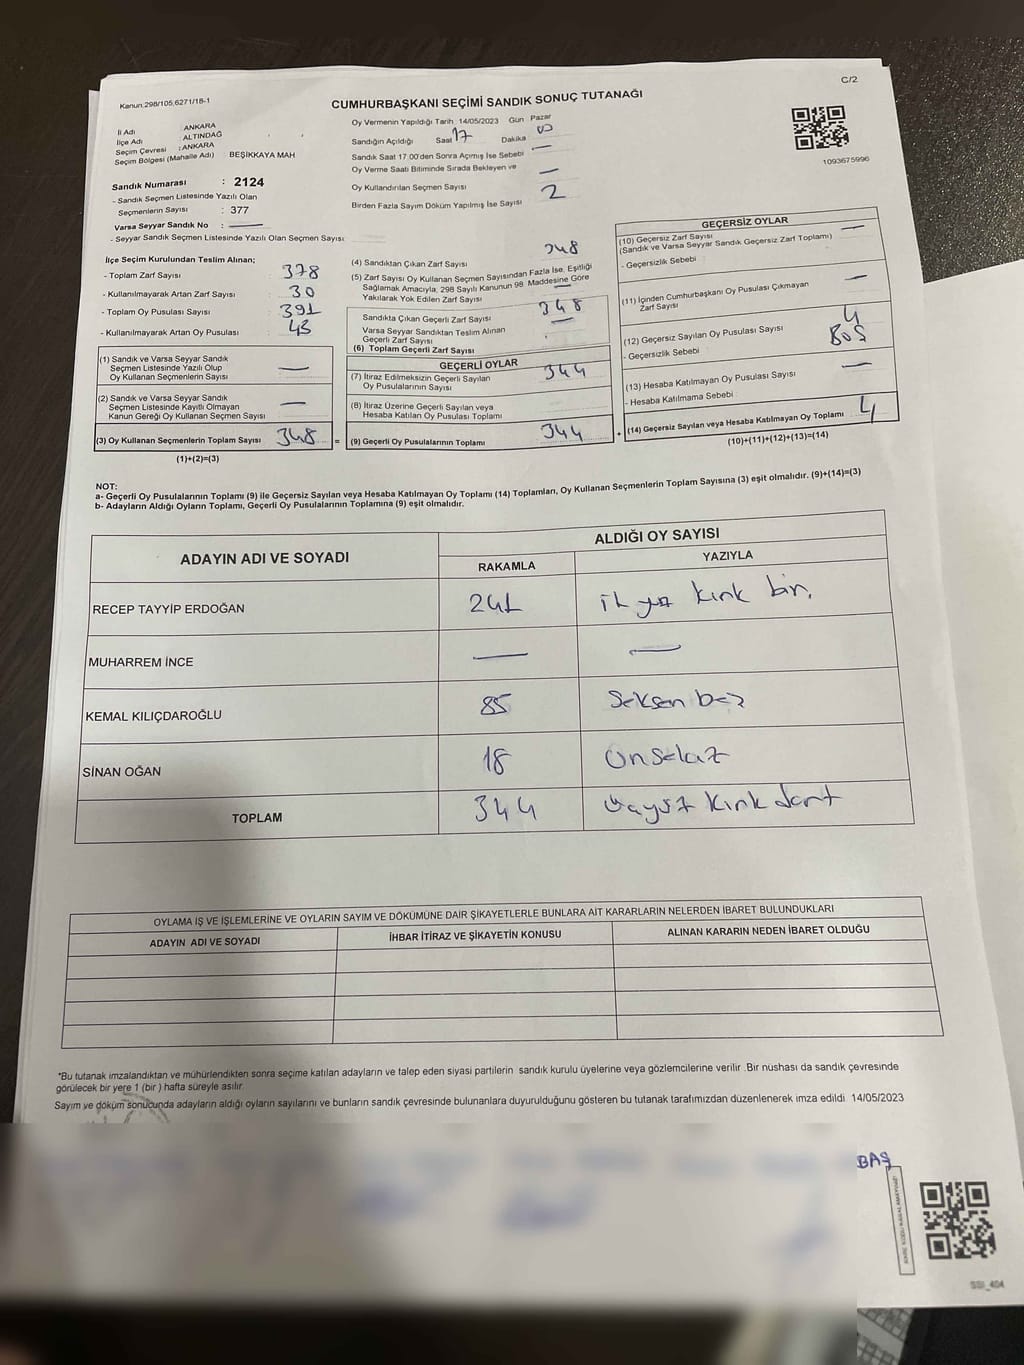 C/2
Kanun:298/105,6271/18-1
CUMHURBAŞKANI SEÇİMİ SANDIK SONUÇ TUTANAĞI
İl Adı : ANKARA
İlçe Adı : ALTINDAĞ
Seçim Çevresi : ANKARA
Seçim Bölgesi (Mahalle Adı) : BEŞİKKAYA MAH
Sandık Numarası : 2124
- Sandık Seçmen Listesinde Yazılı Olan
Seçmenlerin Sayısı : 377
Varsa Seyyar Sandık No : —
- Seyyar Sandık Seçmen Listesinde Yazılı Olan Seçmen Sayısı:
Oy Vermenin Yapıldığı Tarih :14/05/2023 Gün Pazar
Sandığın Açıldığı Saat 17 Dakika 00
Sandık Saat 17.00'den Sonra Açımış İse Sebebi —
Oy Verme Saati Bitiminde Sırada Bekleyen ve
Oy Kullandırılan Seçmen Sayısı —
Birden Fazla Sayım Döküm Yapılmış İse Sayısı 2
1093675996
İlçe Seçim Kurulundan Teslim Alınan;
- Toplam Zarf Sayısı 378
- Kullanılmayarak Artan Zarf Sayısı 30
- Toplam Oy Pusulası Sayısı 391
- Kullanılmayarak Artan Oy Pusulası 43
(1) Sandık ve Varsa Seyyar Sandık
Seçmen Listesinde Yazılı Olup
Oy Kullanan Seçmenlerin Sayısı —
(2) Sandık ve Varsa Seyyar Sandık
Seçmen Listesinde Kayıtlı Olmayan
Kanun Gereği Oy Kullanan Seçmen Sayısı —
(3) Oy Kullanan Seçmenlerin Toplam Sayısı 348 =
(1)+(2)=(3)
(4) Sandıktan Çıkan Zarf Sayısı 348
(5) Zarf Sayısı Oy Kullanan Seçmen Sayısından Fazla İse, Eşitliği
Sağlamak Amacıyla, 298 Sayılı Kanunun 98. Maddesine Göre
Yakılarak Yok Edilen Zarf Sayısı —
Sandıkta Çıkan Geçerli Zarf Sayısı 348
Varsa Seyyar Sandıktan Teslim Alınan
Geçerli Zarf Sayısı —
(6) Toplam Geçerli Zarf Sayısı
GEÇERLİ OYLAR
(7) İtiraz Edilmeksizin Geçerli Sayılan
Oy Pusulalarının Sayısı 344
(8) İtiraz Üzerine Geçerli Sayılan veya
Hesaba Katılan Oy Pusulası Toplamı
(9) Geçerli Oy Pusulalarının Toplamı 344 +
GEÇERSİZ OYLAR
(10) Geçersiz Zarf Sayısı
(Sandık ve Varsa Seyyar Sandık Geçersiz Zarf Toplamı) —
- Geçersizlik Sebebi :
(11) İçinden Cumhurbaşkanı Oy Pusulası Çıkmayan
Zarf Sayısı —
(12) Geçersiz Sayılan Oy Pusulası Sayısı 4
- Geçersizlik Sebebi : BOŞ
(13) Hesaba Katılmayan Oy Pusulası Sayısı —
- Hesaba Katılmama Sebebi :
(14) Geçersiz Sayılan veya Hesaba Katılmayan Oy Toplamı 4
(10)+(11)+(12)+(13)=(14)
NOT:
a- Geçerli Oy Pusulalarının Toplamı (9) ile Geçersiz Sayılan veya Hesaba Katılmayan Oy Toplamı (14) Toplamları, Oy Kullanan Seçmenlerin Toplam Sayısına (3) eşit olmalıdır. (9)+(14)=(3)
b- Adayların Aldığı Oyların Toplamı, Geçerli Oy Pusulalarının Toplamına (9) eşit olmalıdır.
ADAYIN ADI VE SOYADI ALDIĞI OY SAYISI
RAKAMLA YAZIYLA
RECEP TAYYİP ERDOĞAN 241 ik yüz kırk bir.
MUHARREM İNCE — —
KEMAL KILIÇDAROĞLU 85 Seksen beş
SİNAN OĞAN 18 Onsekiz
TOPLAM 344 üçyüz kırk dört
OYLAMA İŞ VE İŞLEMLERİNE VE OYLARIN SAYIM VE DÖKÜMÜNE DAİR ŞİKAYETLERLE BUNLARA AİT KARARLARIN NELERDEN İBARET BULUNDUKLARI
ADAYIN ADI VE SOYADI İHBAR İTİRAZ VE ŞİKAYETİN KONUSU ALINAN KARARIN NEDEN İBARET OLDUĞU
*Bu tutanak imzalandıktan ve mühürlendikten sonra seçime katılan adayların ve talep eden siyasi partilerin sandık kurulu üyelerine veya gözlemcilerine verilir .Bir nüshası da sandık çevresinde
görülecek bir yere 1 (bir ) hafta süreyle asılır.
Sayım ve döküm sonucunda adayların aldığı oyların sayılarını ve bunların sandık çevresinde bulunanlara duyurulduğunu gösteren bu tutanak tarafımızdan düzenlenerek imza edildi. 14/05/2023
BAŞ
SSİ_404